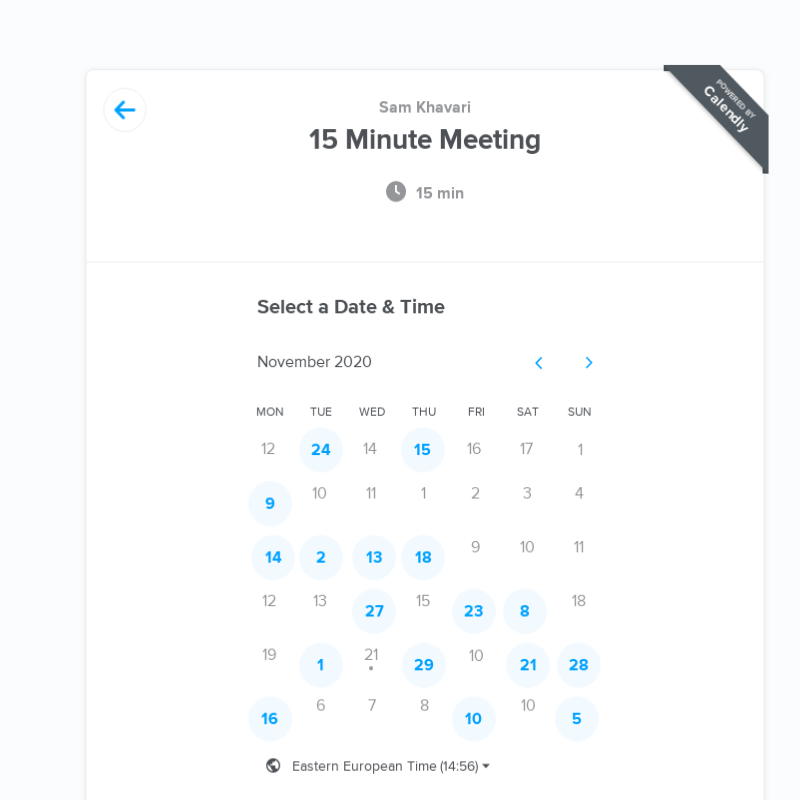 POWERED BY
Calendly
Sam Khavari
15 Minute Meeting
15 min
Select a Date & Time
November 2020
MON TUE WED THU FRI SAT SUN
12 24 14 15 16 17 1
9 10 11 1 2 3 4
14 2 13 18 9 10 11
12 13 27 15 23 8 18
19 1 21 29 10 21 28
16 6 7 8 10 10 5
Eastern European Time (14:56)